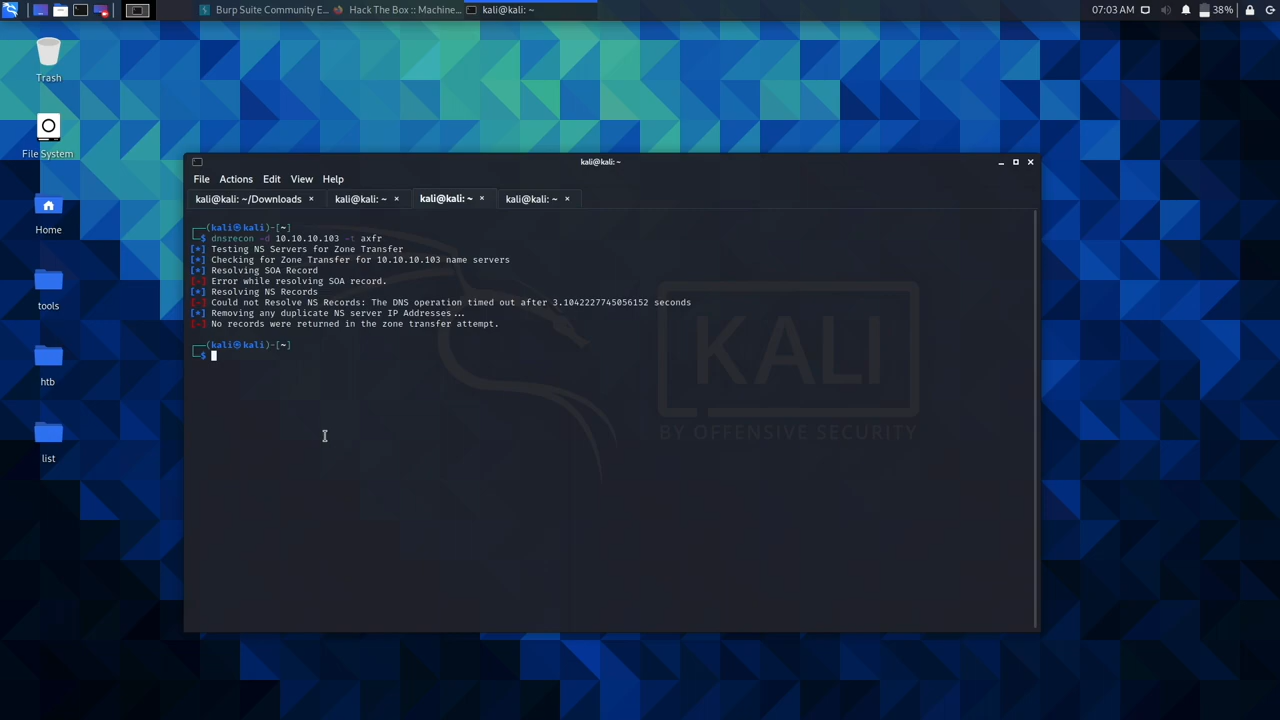 Burp Suite Community E...
Hack The Box :: Machine...
kali@kali: ~
07:03 AM
38%
Trash
File System
Home
tools
htb
list
kali@kali: ~
File Actions Edit View Help
kali@kali: ~/Downloads × kali@kali: ~ × kali@kali: ~ × kali@kali: ~ ×
┌──(kali㉿kali)-[~]
└─$ dnsrecon -d 10.10.10.103 -t axfr
[*] Testing NS Servers for Zone Transfer
[*] Checking for Zone Transfer for 10.10.10.103 name servers
[*] Resolving SOA Record
[-] Error while resolving SOA record.
[*] Resolving NS Records
[-] Could not Resolve NS Records: The DNS operation timed out after 3.1042227745056152 seconds
[*] Removing any duplicate NS server IP Addresses...
[-] No records were returned in the zone transfer attempt.
┌──(kali㉿kali)-[~]
└─$
KALI
BY OFFENSIVE SECURITY